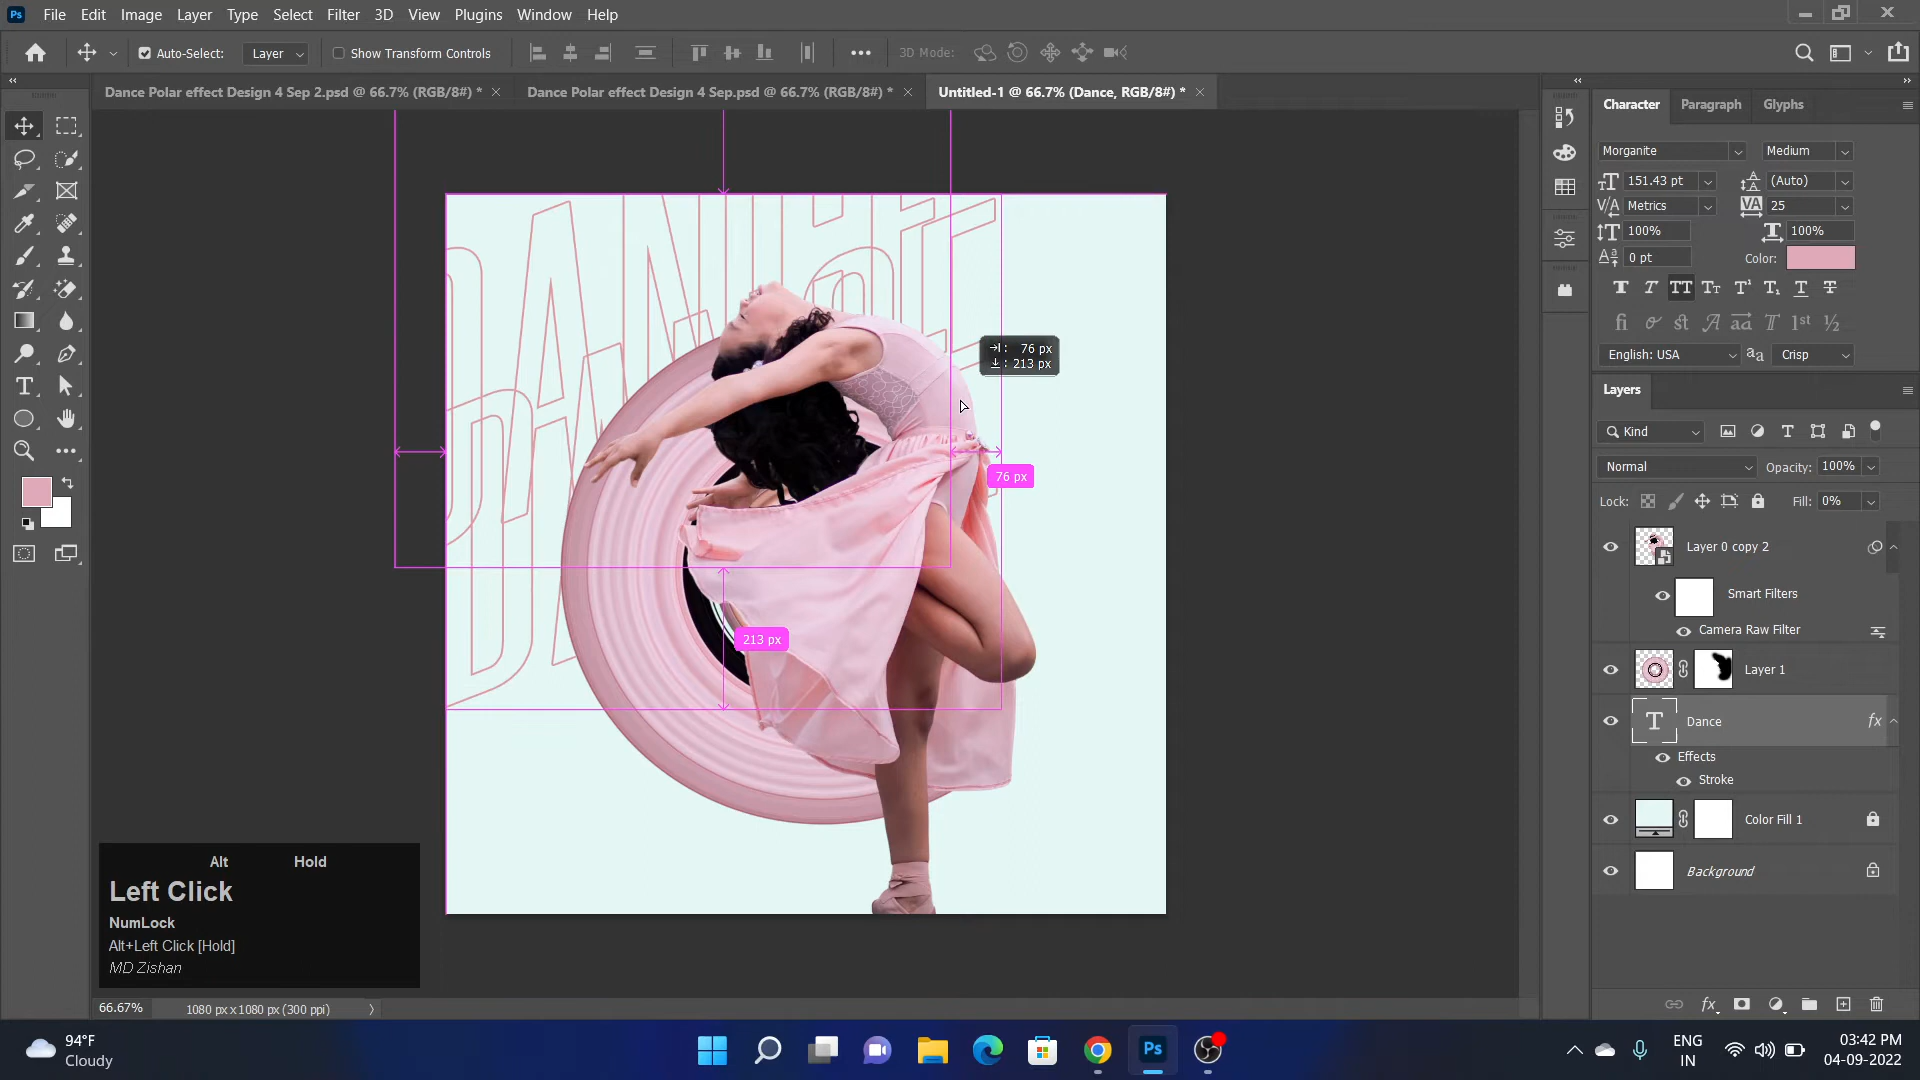 Ps File Edit Image Layer Type Select Filter 3D View Plugins Window Help
Auto-Select: Layer Show Transform Controls 3D Mode:
Dance Polar effect Design 4 Sep 2.psd @ 66.7% (RGB/8#) * Dance Polar effect Design 4 Sep.psd @ 66.7% (RGB/8#) * Untitled-1 @ 66.7% (Dance, RGB/8#) *
Character Paragraph Glyphs
Morganite Medium
151.43 pt (Auto)
Metrics 25
100% 100%
0 pt Color:
English: USA Crisp
Layers
Kind
Normal Opacity: 100%
Lock: Fill: 0%
Layer 0 copy 2
Smart Filters
Camera Raw Filter
Layer 1
Dance fx
Effects
Stroke
Color Fill 1
Background
DANCE
DANCE
76 px
213 px
76 px
213 px
Alt Hold
Left Click
NumLock
Alt+Left Click [Hold]
MD Zishan
66.67% 1080 px x 1080 px (300 ppi)
94°F
Cloudy
Ps
ENG
IN
03:42 PM
04-09-2022